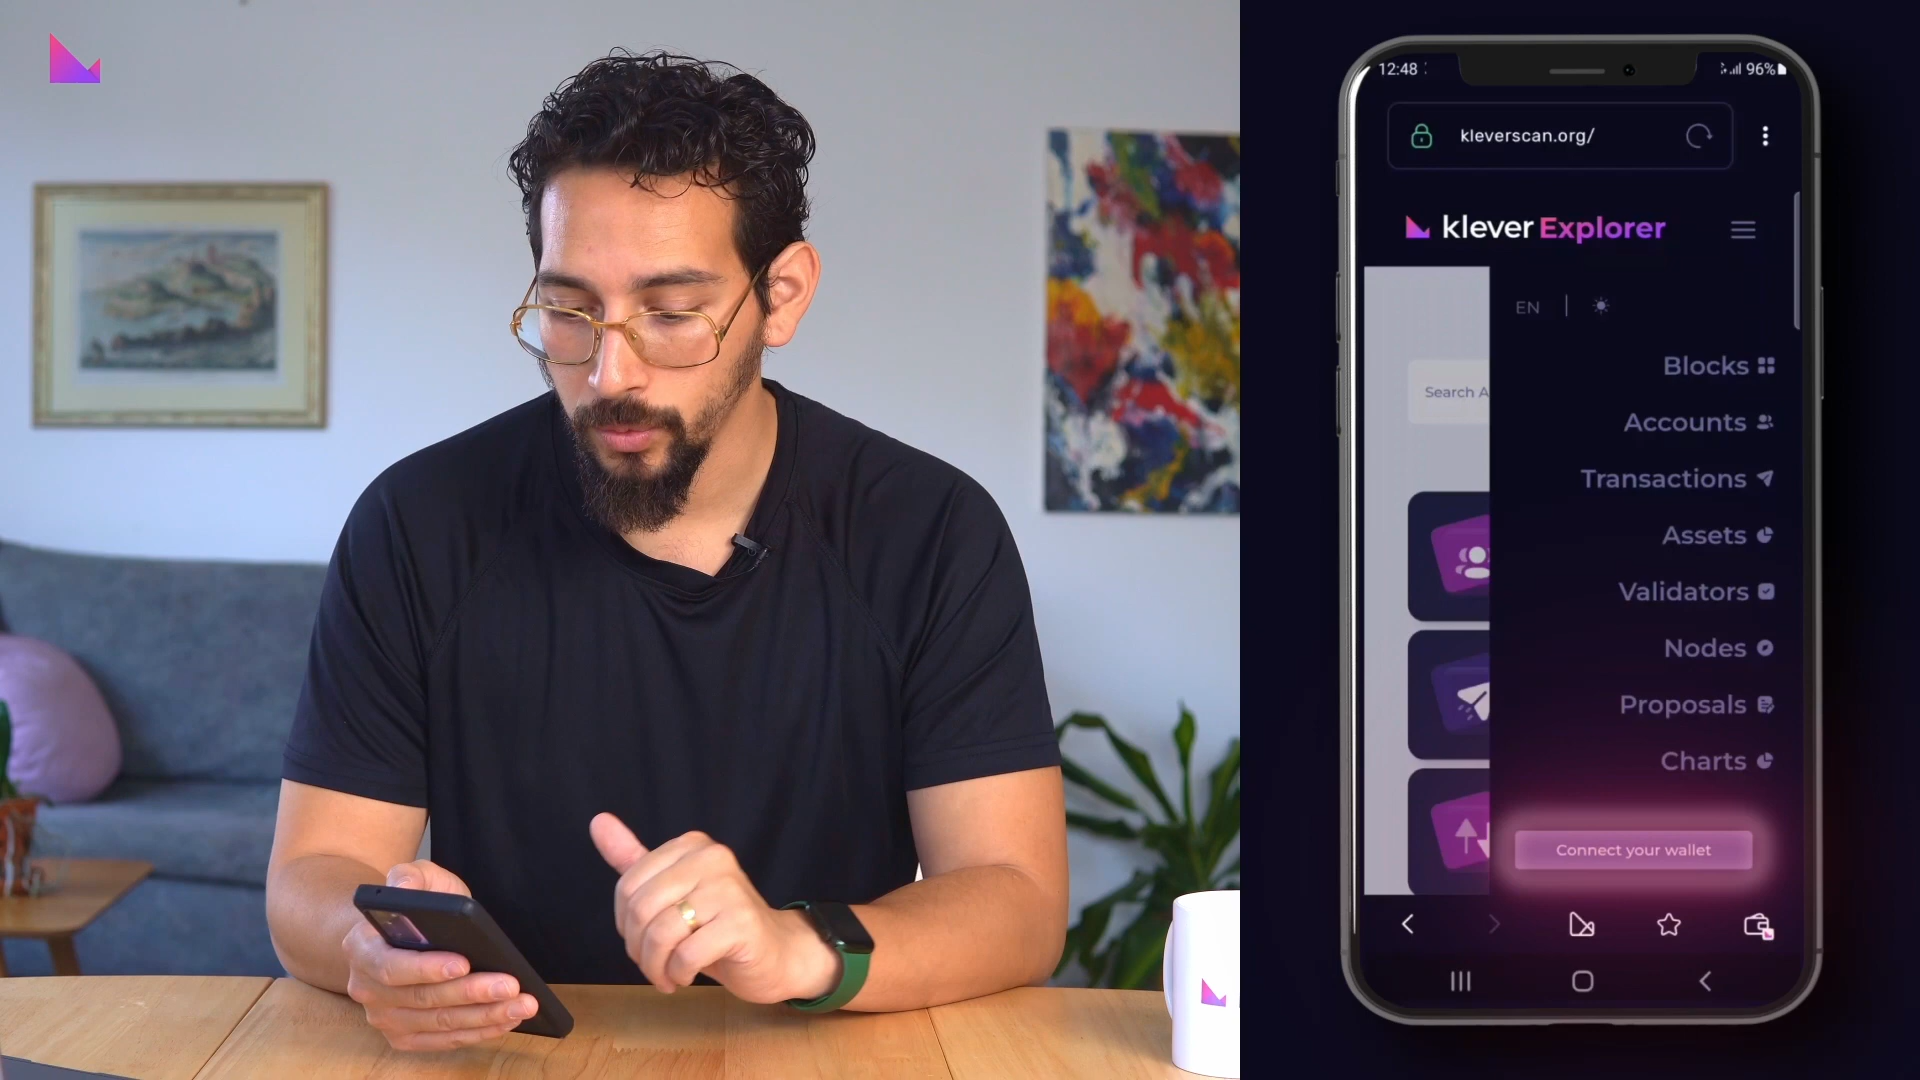 12:48
96%
kleverscan.org/
klever Explorer
EN
Search A
Blocks
Accounts
Transactions
Assets
Validators
Nodes
Proposals
Charts
Connect your wallet